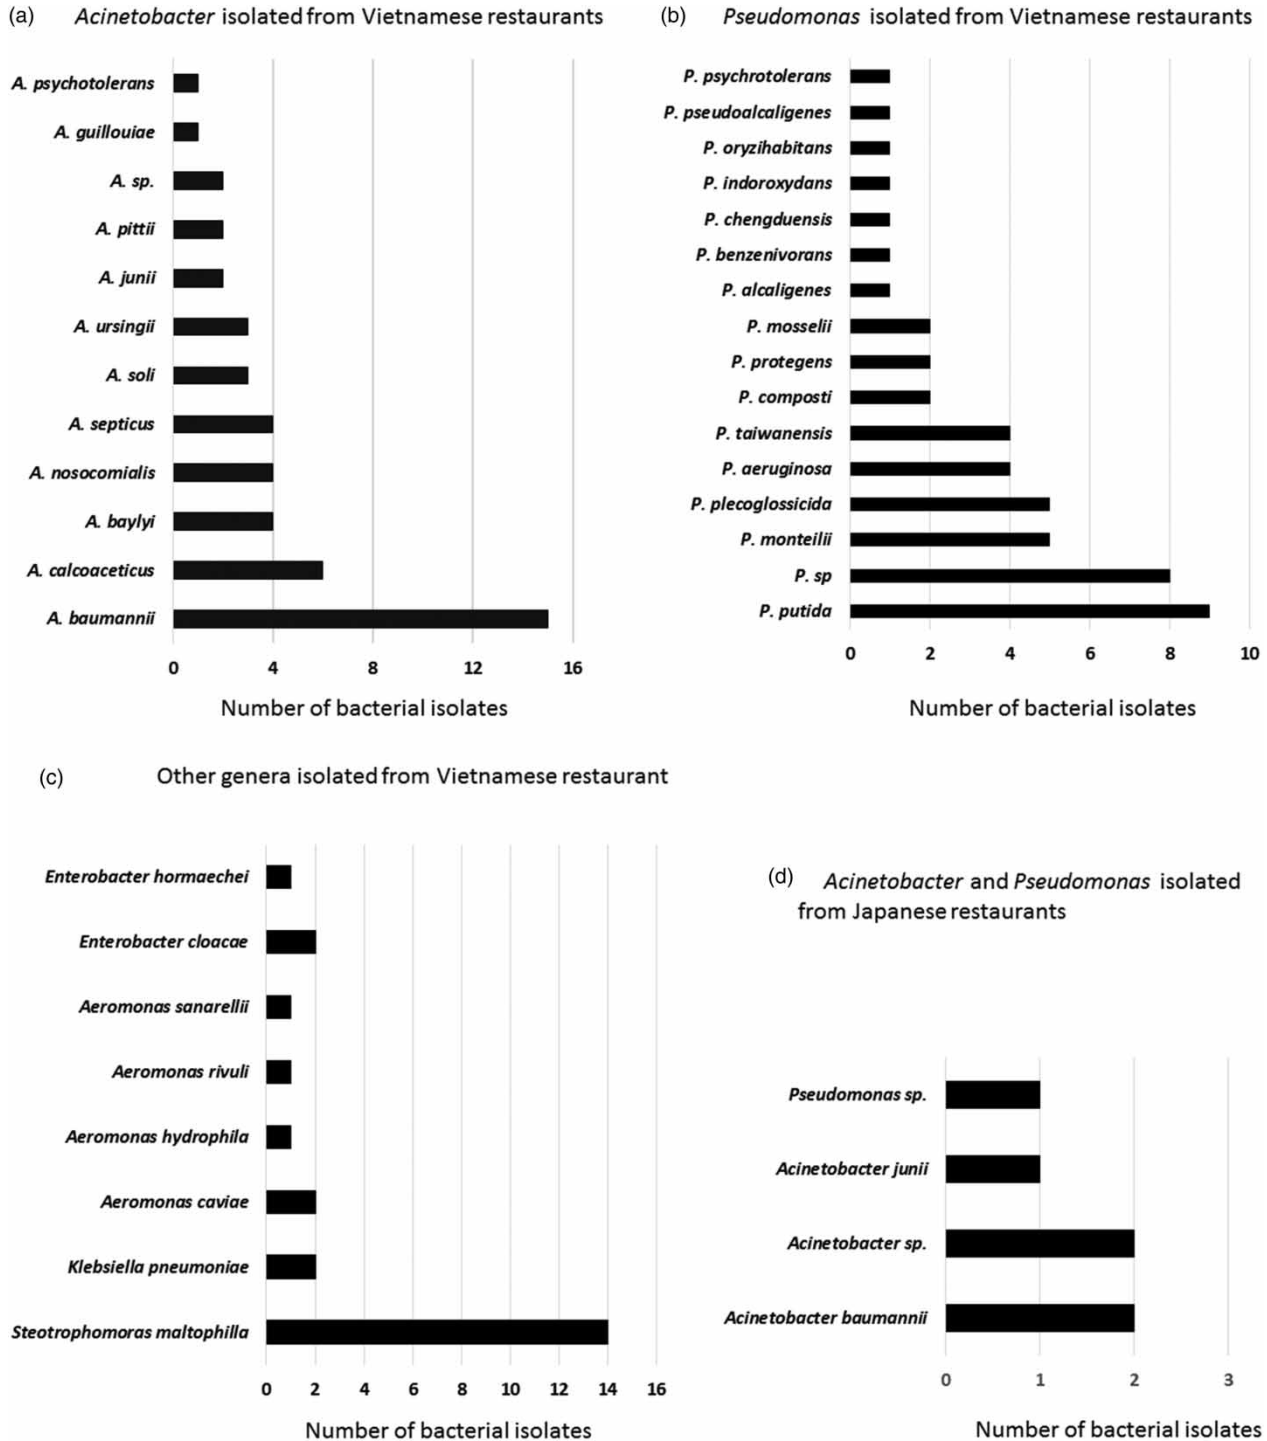 (a) Acinetobacter isolated from Vietnamese restaurants
A. psychotolerans
A. guillouiae
A. sp.
A. pittii
A. junii
A. ursingii
A. soli
A. septicus
A. nosocomialis
A. baylyi
A. calcoaceticus
A. baumannii
0 4 8 12 16
Number of bacterial isolates
(b) Pseudomonas isolated from Vietnamese restaurants
P. psychrotolerans
P. pseudoalcaligenes
P. oryzihabitans
P. indoroxydans
P. chengduensis
P. benzenivorans
P. alcaligenes
P. mosselii
P. protegens
P. composti
P. taiwanensis
P. aeruginosa
P. plecoglossicida
P. monteilii
P. sp
P. putida
0 2 4 6 8 10
Number of bacterial isolates
(c) Other genera isolated from Vietnamese restaurant
Enterobacter hormaechei
Enterobacter cloacae
Aeromonas sanarellii
Aeromonas rivuli
Aeromonas hydrophila
Aeromonas caviae
Klebsiella pneumoniae
Steotrophomoras maltophilla
0 2 4 6 8 10 12 14 16
Number of bacterial isolates
(d) Acinetobacter and Pseudomonas isolated
from Japanese restaurants
Pseudomonas sp.
Acinetobacter junii
Acinetobacter sp.
Acinetobacter baumannii
0 1 2 3
Number of bacterial isolates